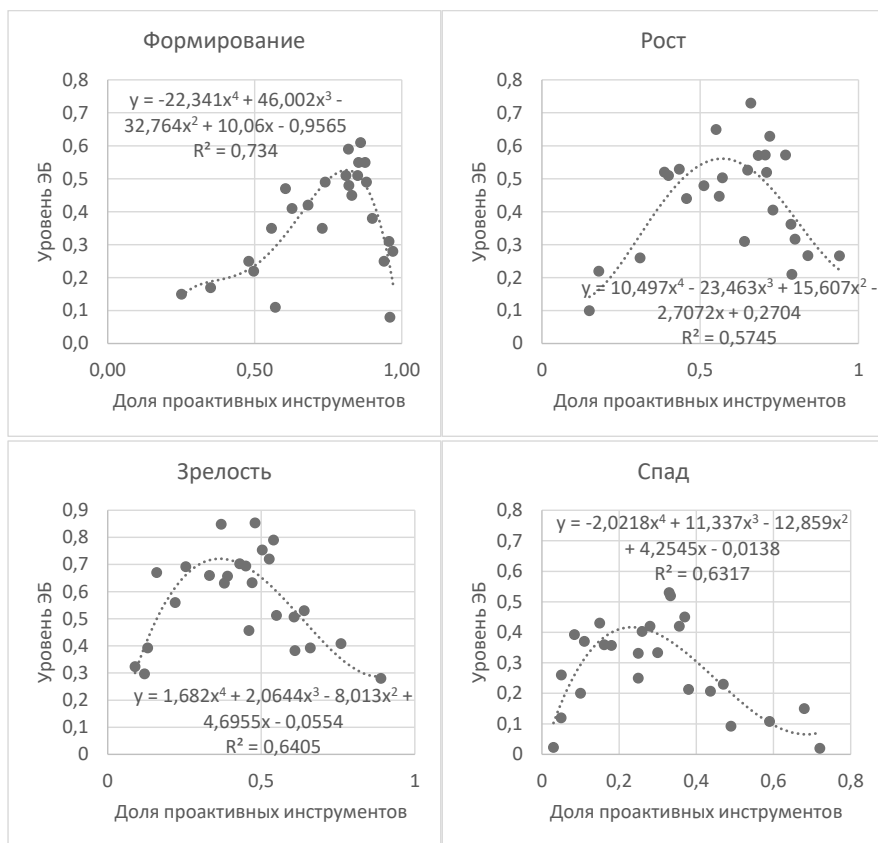 Формирование
0,8
0,7
0,6
0,5
0,4
0,3
0,2
0,1
0,0
Уровень ЭБ
y = -22,341x⁴ + 46,002x³ -
32,764x² + 10,06x - 0,9565
R² = 0,734
0,00 0,50 1,00
Доля проактивных инструментов
Рост
0,8
0,7
0,6
0,5
0,4
0,3
0,2
0,1
0
Уровень ЭБ
y = 10,497x⁴ - 23,463x³ + 15,607x² -
2,7072x + 0,2704
R² = 0,5745
0 0,5 1
Доля проактивных инструментов
Зрелость
0,9
0,8
0,7
0,6
0,5
0,4
0,3
0,2
0,1
0
Уровень ЭБ
y = 1,682x⁴ + 2,0644x³ - 8,013x² +
4,6955x - 0,0554
R² = 0,6405
0 0,5 1
Доля проактивных инструментов
Спад
0,8
0,7
0,6
0,5
0,4
0,3
0,2
0,1
0
Уровень ЭБ
y = -2,0218x⁴ + 11,337x³ - 12,859x²
+ 4,2545x - 0,0138
R² = 0,6317
0 0,2 0,4 0,6 0,8
Доля проактивных инструментов